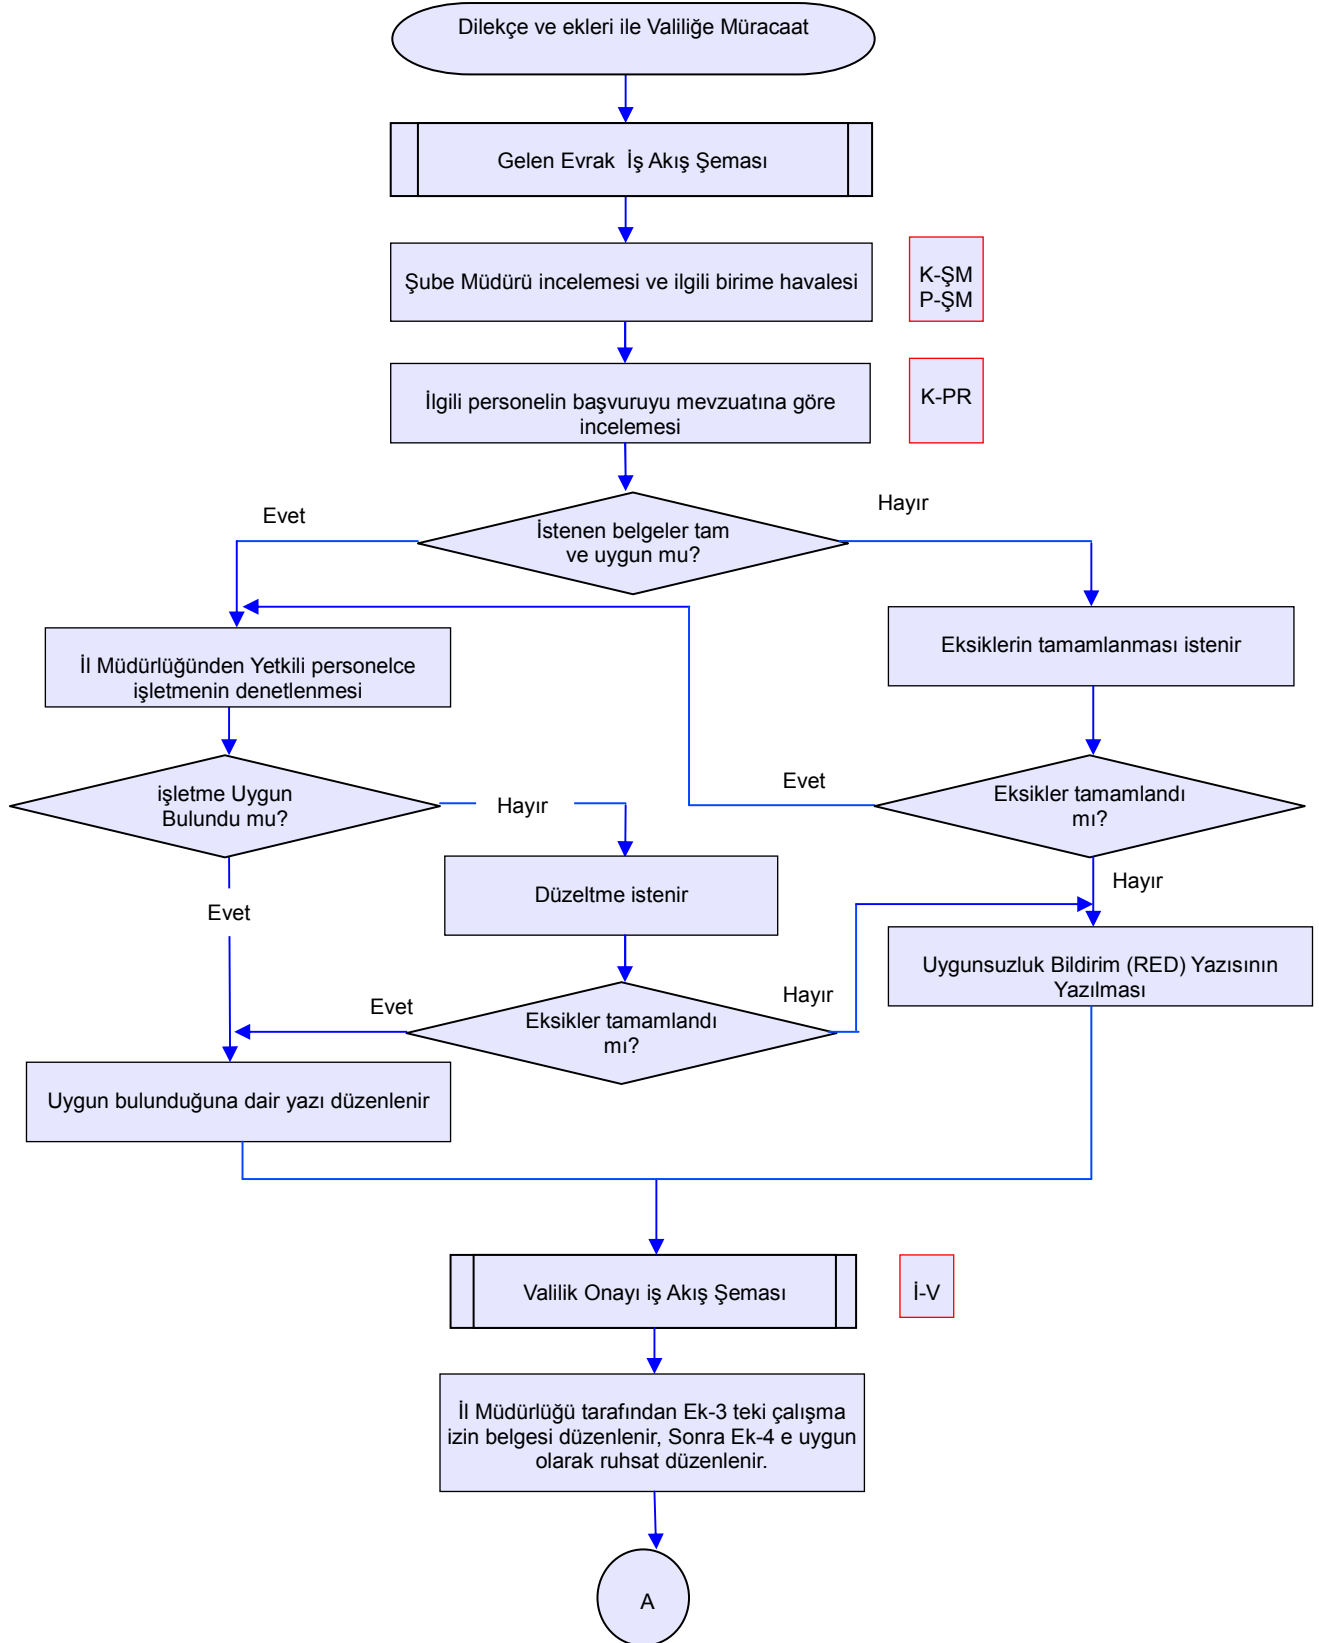 Dilekçe ve ekleri ile Valiliğe Müracaat
Gelen Evrak İş Akış Şeması
Şube Müdürü incelemesi ve ilgili birime havalesi
K-ŞM
P-ŞM
İlgili personelin başvuruyu mevzuatına göre
incelemesi
K-PR
Evet
İstenen belgeler tam
ve uygun mu?
Hayır
İl Müdürlüğünden Yetkili personelce
işletmenin denetlenmesi
Eksiklerin tamamlanması istenir
işletme Uygun
Bulundu mu?
Hayır
Evet
Eksikler tamamlandı
mı?
Evet
Düzeltme istenir
Hayır
Uygunsuzluk Bildirim (RED) Yazısının
Yazılması
Evet
Eksikler tamamlandı
mı?
Hayır
Uygun bulunduğuna dair yazı düzenlenir
Valilik Onayı iş Akış Şeması
İ-V
İl Müdürlüğü tarafından Ek-3 teki çalışma
izin belgesi düzenlenir, Sonra Ek-4 e uygun
olarak ruhsat düzenlenir.
A